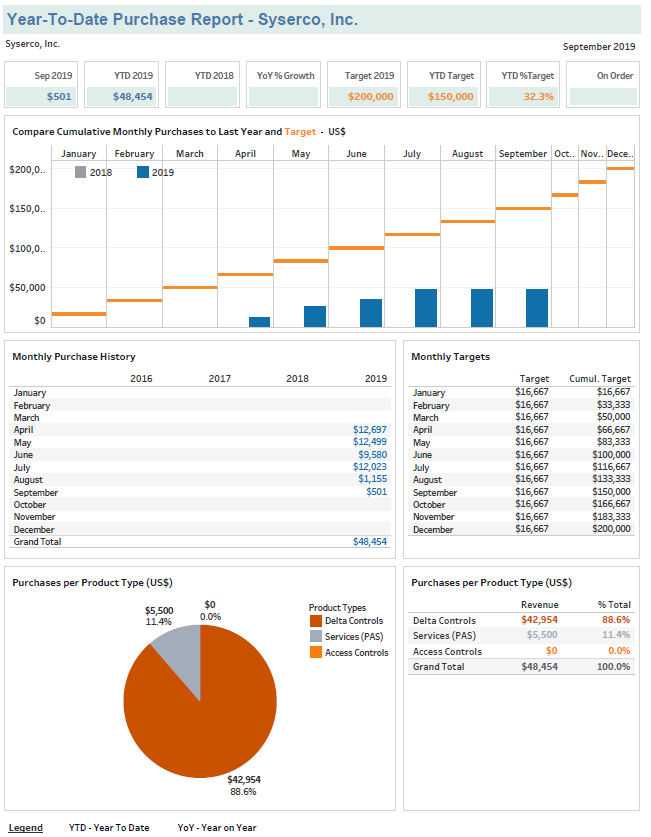 Year-To-Date Purchase Report - Syserco, Inc.
Syserco, Inc.
September 2019
Sep 2019 YTD 2019 YTD 2018 YoY % Growth Target 2019 YTD Target YTD %Target On Order
$501 $48,454 $200,000 $150,000 32.3%
Compare Cumulative Monthly Purchases to Last Year and Target - US$
January February March April May June July August September Oct.. Nov.. Dece..
2018 2019
$200,0..
$150,0..
$100,0..
$50,000
$0
Monthly Purchase History
2016 2017 2018 2019
January
February
March
April $12,697
May $12,499
June $9,580
July $12,023
August $1,155
September $501
October
November
December
Grand Total $48,454
Monthly Targets
Target Cumul. Target
January $16,667 $16,667
February $16,667 $33,333
March $16,667 $50,000
April $16,667 $66,667
May $16,667 $83,333
June $16,667 $100,000
July $16,667 $116,667
August $16,667 $133,333
September $16,667 $150,000
October $16,667 $166,667
November $16,667 $183,333
December $16,667 $200,000
Purchases per Product Type (US$)
$5,500
11.4%
$0
0.0%
$42,954
88.6%
Product Types
Delta Controls
Services (PAS)
Access Controls
Purchases per Product Type (US$)
Revenue % Total
Delta Controls $42,954 88.6%
Services (PAS) $5,500 11.4%
Access Controls $0 0.0%
Grand Total $48,454 100.0%
Legend YTD - Year To Date YoY - Year on Year